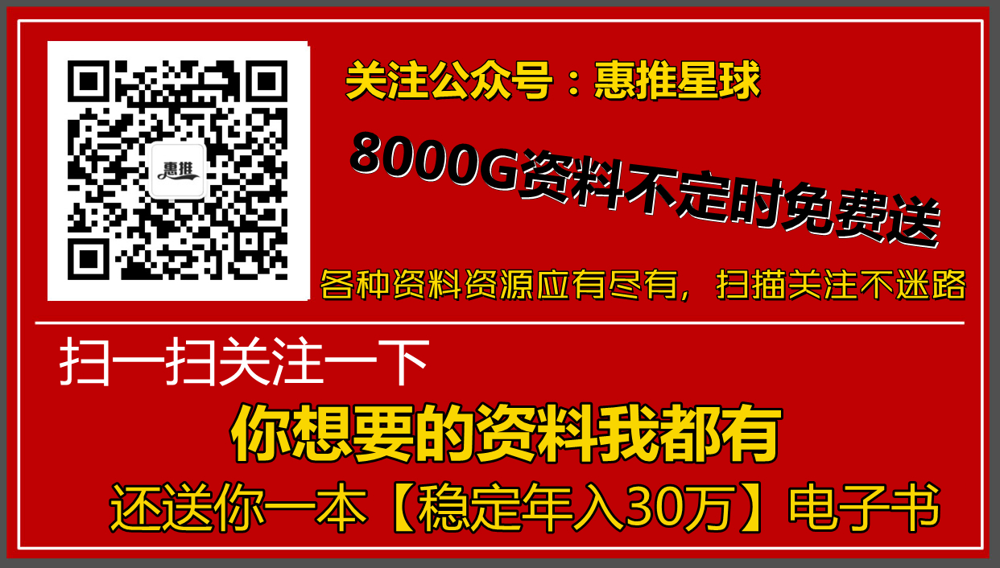 关注公众号：惠推星球
惠推
8000G资料不定时免费送
各种资料资源应有尽有，扫描关注不迷路
扫一扫关注一下
你想要的资料我都有
还送你一本【稳定年入30万】电子书